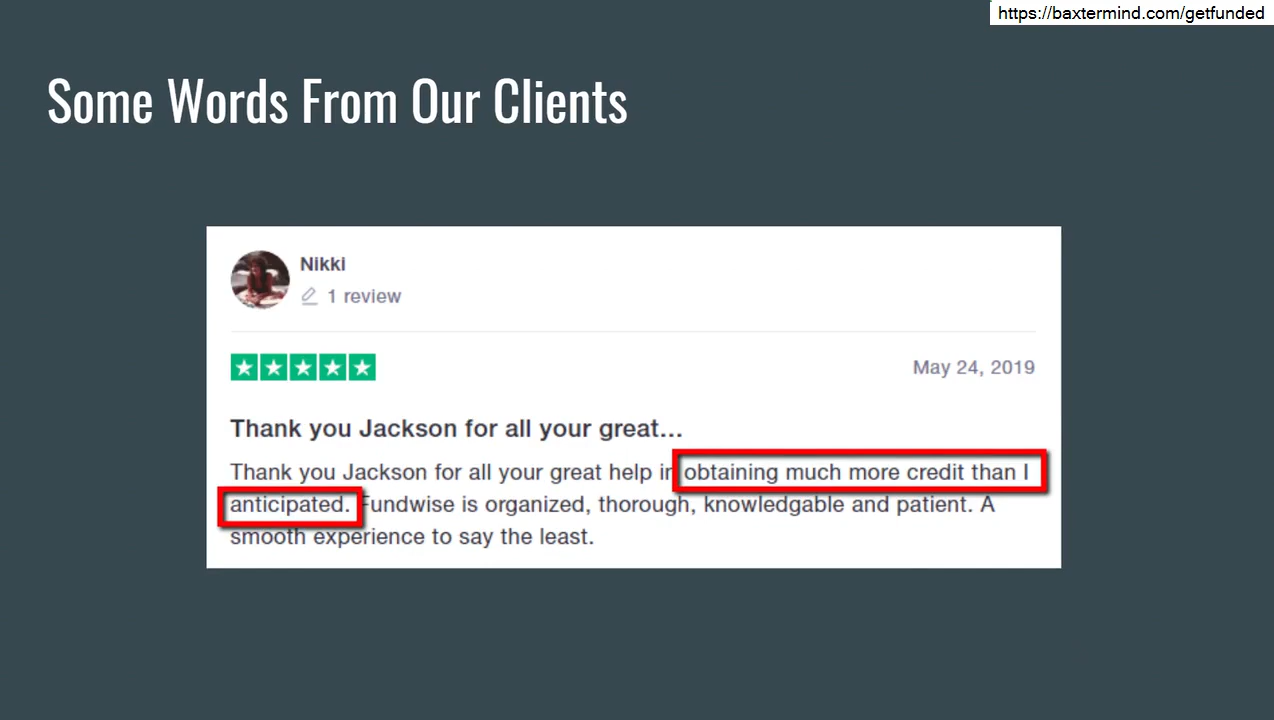 https://baxtermind.com/getfunded
Some Words From Our Clients
Nikki
1 review
May 24, 2019
Thank you Jackson for all your great...
Thank you Jackson for all your great help in obtaining much more credit than I
anticipated. Fundwise is organized, thorough, knowledgable and patient. A
smooth experience to say the least.